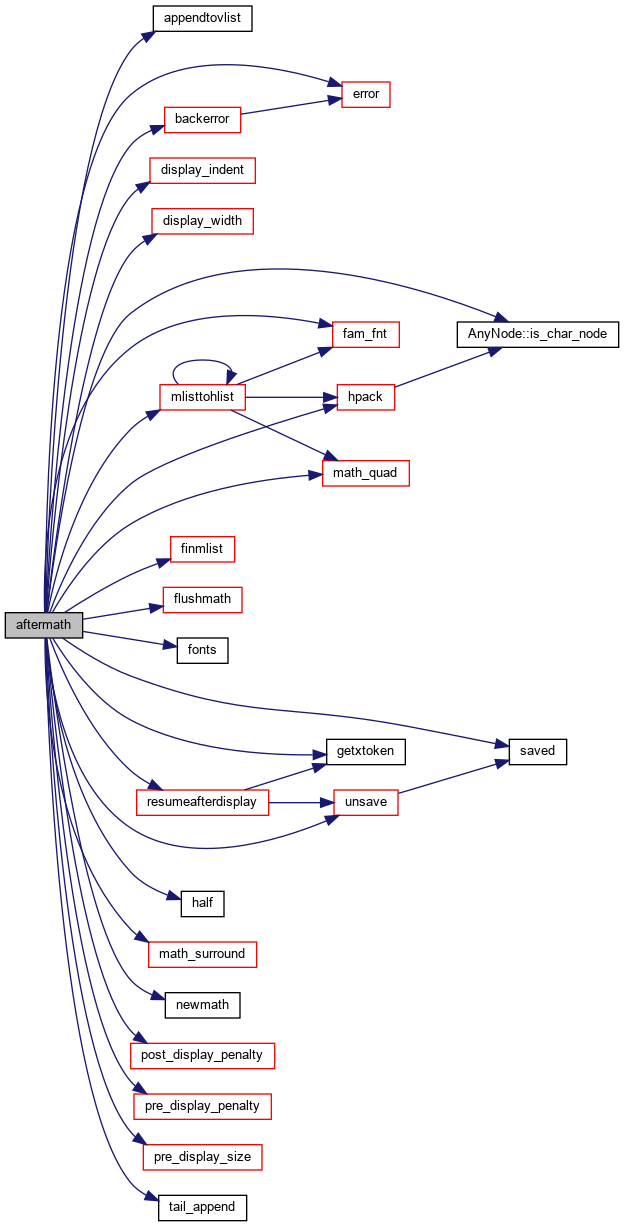 appendtovlist
error
backerror
display_indent
display_width
AnyNode::is_char_node
fam_fnt
mlisttohlist
hpack
math_quad
finmlist
flushmath
aftermath
fonts
getxtoken
saved
resumeafterdisplay
unsave
half
math_surround
newmath
post_display_penalty
pre_display_penalty
pre_display_size
tail_append